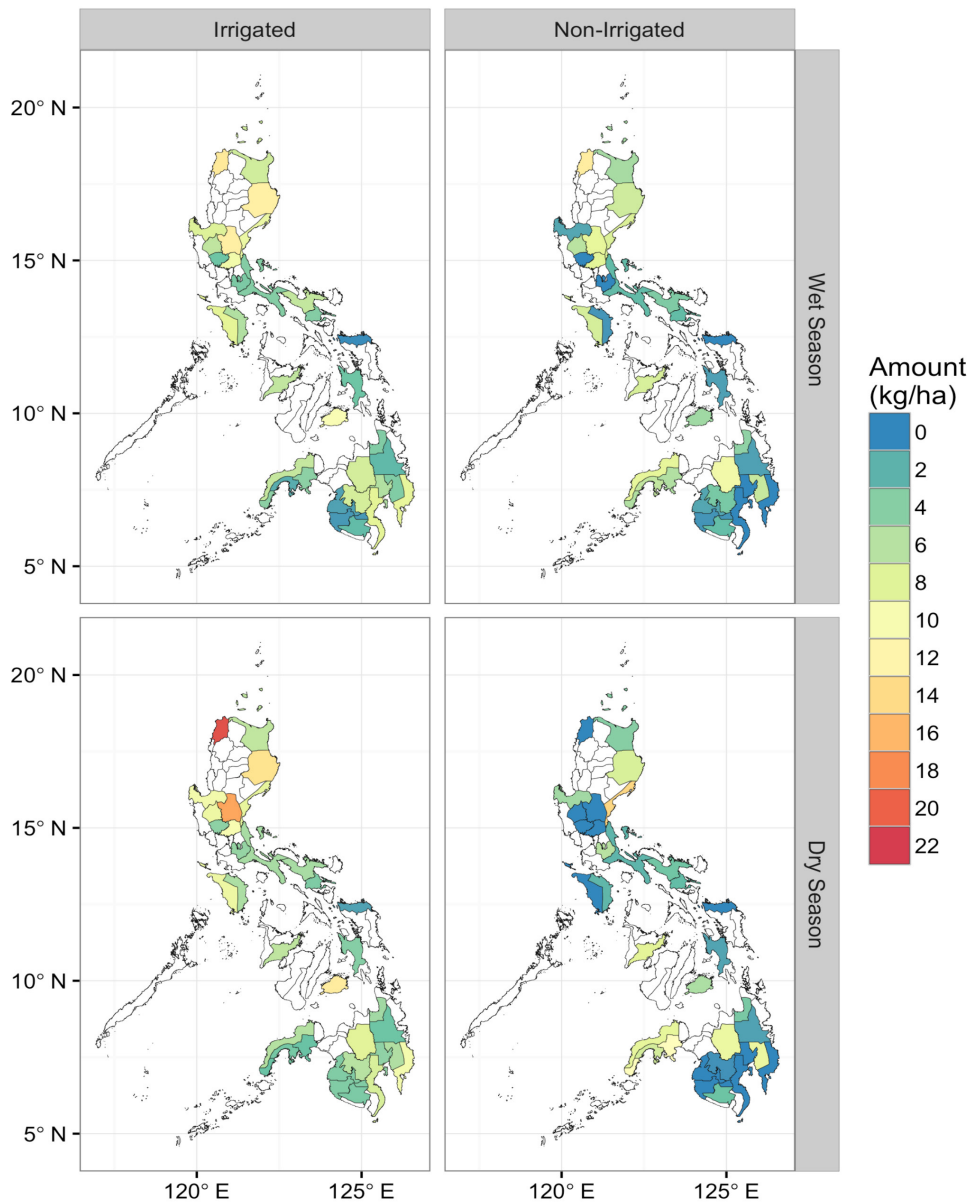 Irrigated
Non-Irrigated
20° N
15° N
10° N
5° N
Wet Season
20° N
15° N
10° N
5° N
Dry Season
120° E
125° E
120° E
125° E
Amount
(kg/ha)
0
2
4
6
8
10
12
14
16
18
20
22